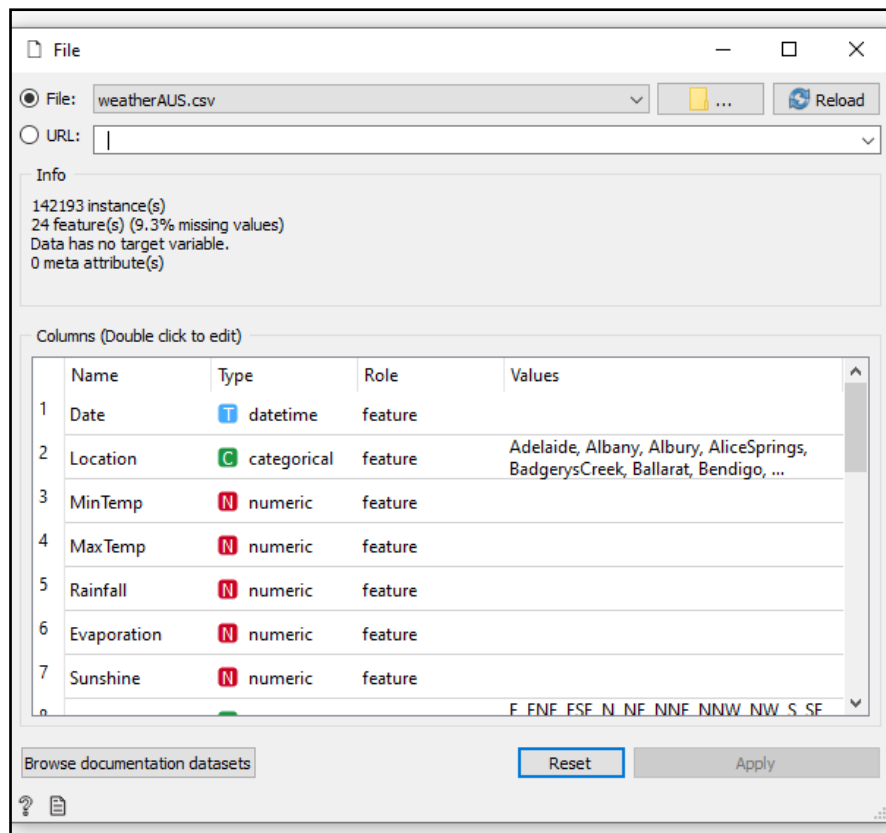 File
File: weatherAUS.csv ... Reload
URL:
Info
142193 instance(s)
24 feature(s) (9.3% missing values)
Data has no target variable.
0 meta attribute(s)
Columns (Double click to edit)
Name Type Role Values
1 Date T datetime feature
2 Location C categorical feature Adelaide, Albany, Albury, AliceSprings,
BadgerysCreek, Ballarat, Bendigo, ...
3 MinTemp N numeric feature
4 MaxTemp N numeric feature
5 Rainfall N numeric feature
6 Evaporation N numeric feature
7 Sunshine N numeric feature
Browse documentation datasets Reset Apply
?